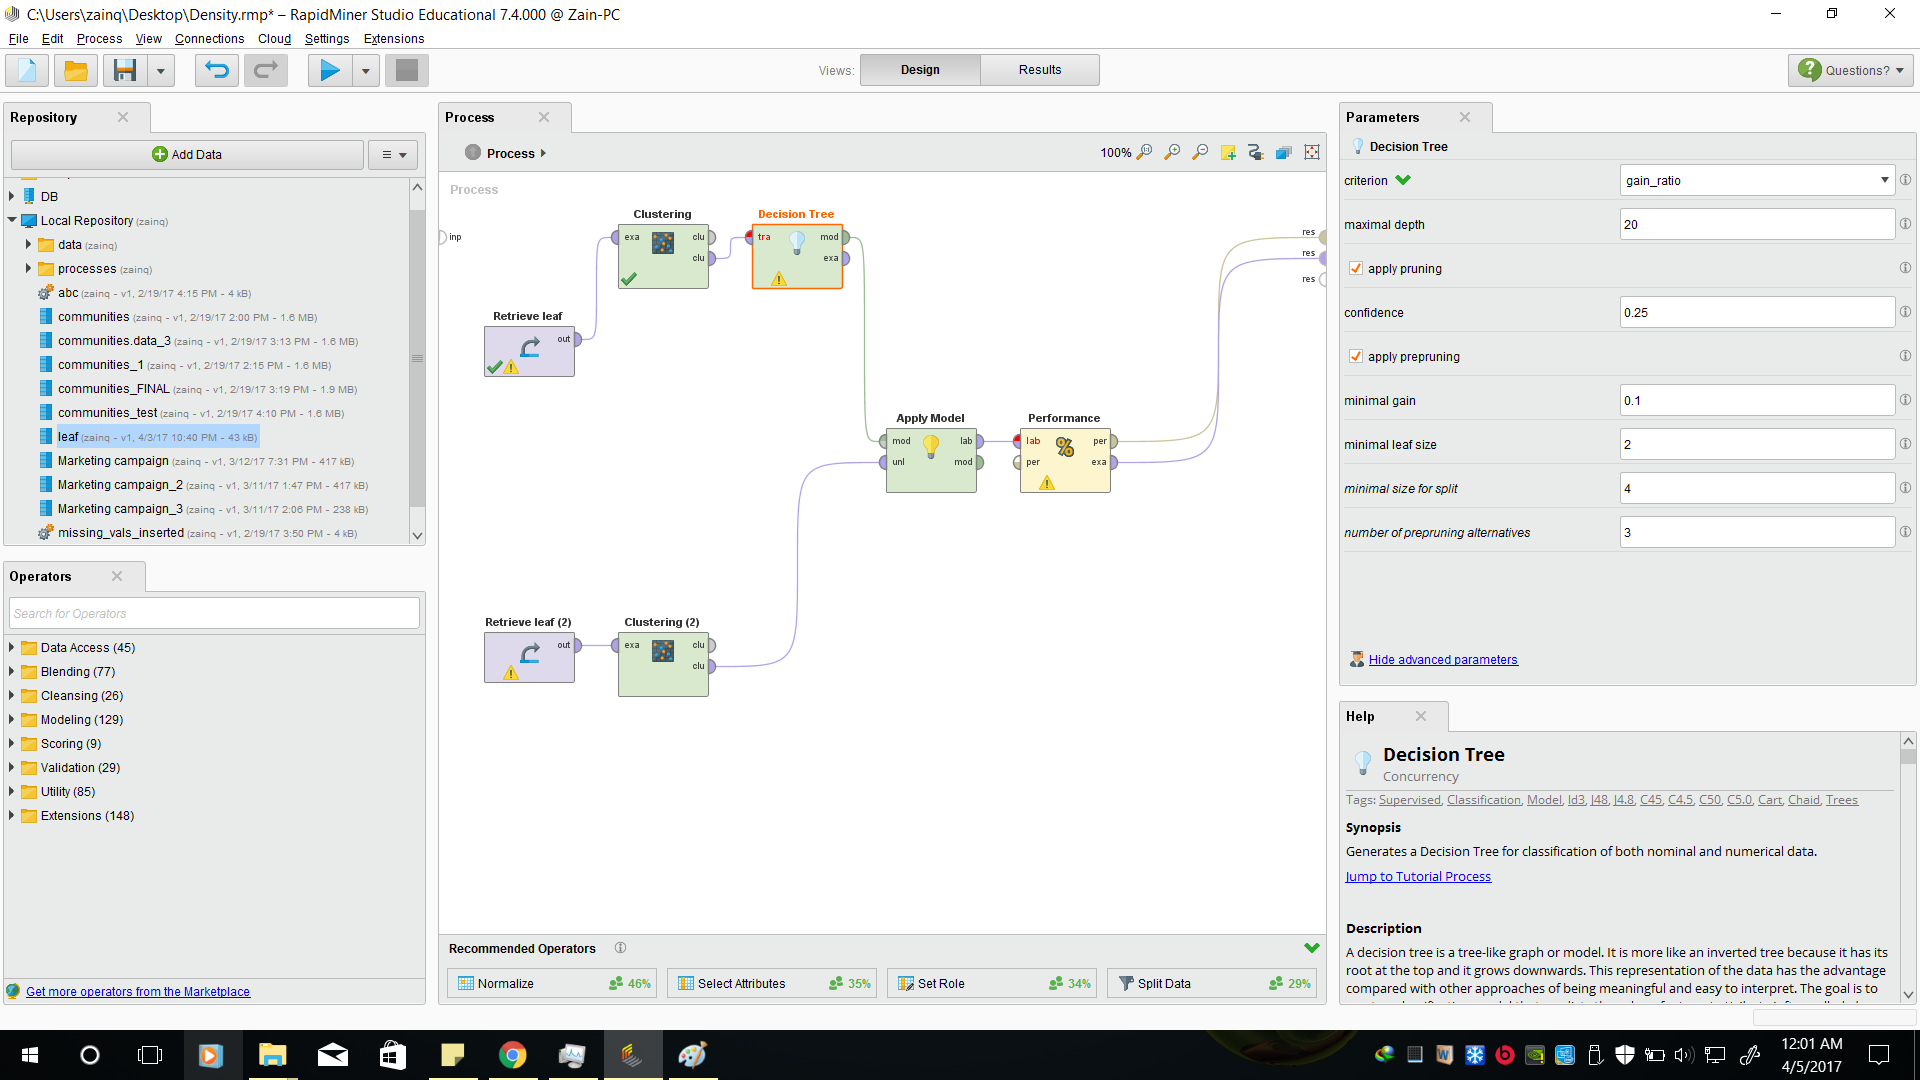 C:\Users\zainq\Desktop\Density.rmp* – RapidMiner Studio Educational 7.4.000 @ Zain-PC
File Edit Process View Connections Cloud Settings Extensions
Views: Design Results
Questions?
Repository
Add Data
DB
Local Repository (zainq)
data (zainq)
processes (zainq)
abc (zainq - v1, 2/19/17 4:15 PM - 4 kB)
communities (zainq - v1, 2/19/17 2:00 PM - 1.6 MB)
communities.data_3 (zainq - v1, 2/19/17 3:13 PM - 1.6 MB)
communities_1 (zainq - v1, 2/19/17 2:15 PM - 1.6 MB)
communities_FINAL (zainq - v1, 2/19/17 3:19 PM - 1.9 MB)
communities_test (zainq - v1, 2/19/17 4:10 PM - 1.6 MB)
leaf (zainq - v1, 4/3/17 10:40 PM - 43 kB)
Marketing campaign (zainq - v1, 3/12/17 7:31 PM - 417 kB)
Marketing campaign_2 (zainq - v1, 3/11/17 1:47 PM - 417 kB)
Marketing campaign_3 (zainq - v1, 3/11/17 2:06 PM - 238 kB)
missing_vals_inserted (zainq - v1, 2/19/17 3:50 PM - 4 kB)
Operators
Search for Operators
Data Access (45)
Blending (77)
Cleansing (26)
Modeling (129)
Scoring (9)
Validation (29)
Utility (85)
Extensions (148)
Get more operators from the Marketplace
Process
Process
100%
Process
inp
Clustering
exa clu
clu
Decision Tree
tra mod
exa
res
res
res
Retrieve leaf
out
Apply Model
mod lab
unl mod
Performance
lab per
per exa
%
Retrieve leaf (2)
out
Clustering (2)
exa clu
clu
Recommended Operators
Normalize 46%
Select Attributes 35%
Set Role 34%
Split Data 29%
Parameters
Decision Tree
criterion gain_ratio
maximal depth 20
apply pruning
confidence 0.25
apply prepruning
minimal gain 0.1
minimal leaf size 2
minimal size for split 4
number of prepruning alternatives 3
Hide advanced parameters
Help
Decision Tree
Concurrency
Tags: Supervised, Classification, Model, Id3, J48, J4.8, C45, C4.5, C50, C5.0, Cart, Chaid, Trees
Synopsis
Generates a Decision Tree for classification of both nominal and numerical data.
Jump to Tutorial Process
Description
A decision tree is a tree-like graph or model. It is more like an inverted tree because it has its
root at the top and it grows downwards. This representation of the data has the advantage
compared with other approaches of being meaningful and easy to interpret. The goal is to
12:01 AM
4/5/2017